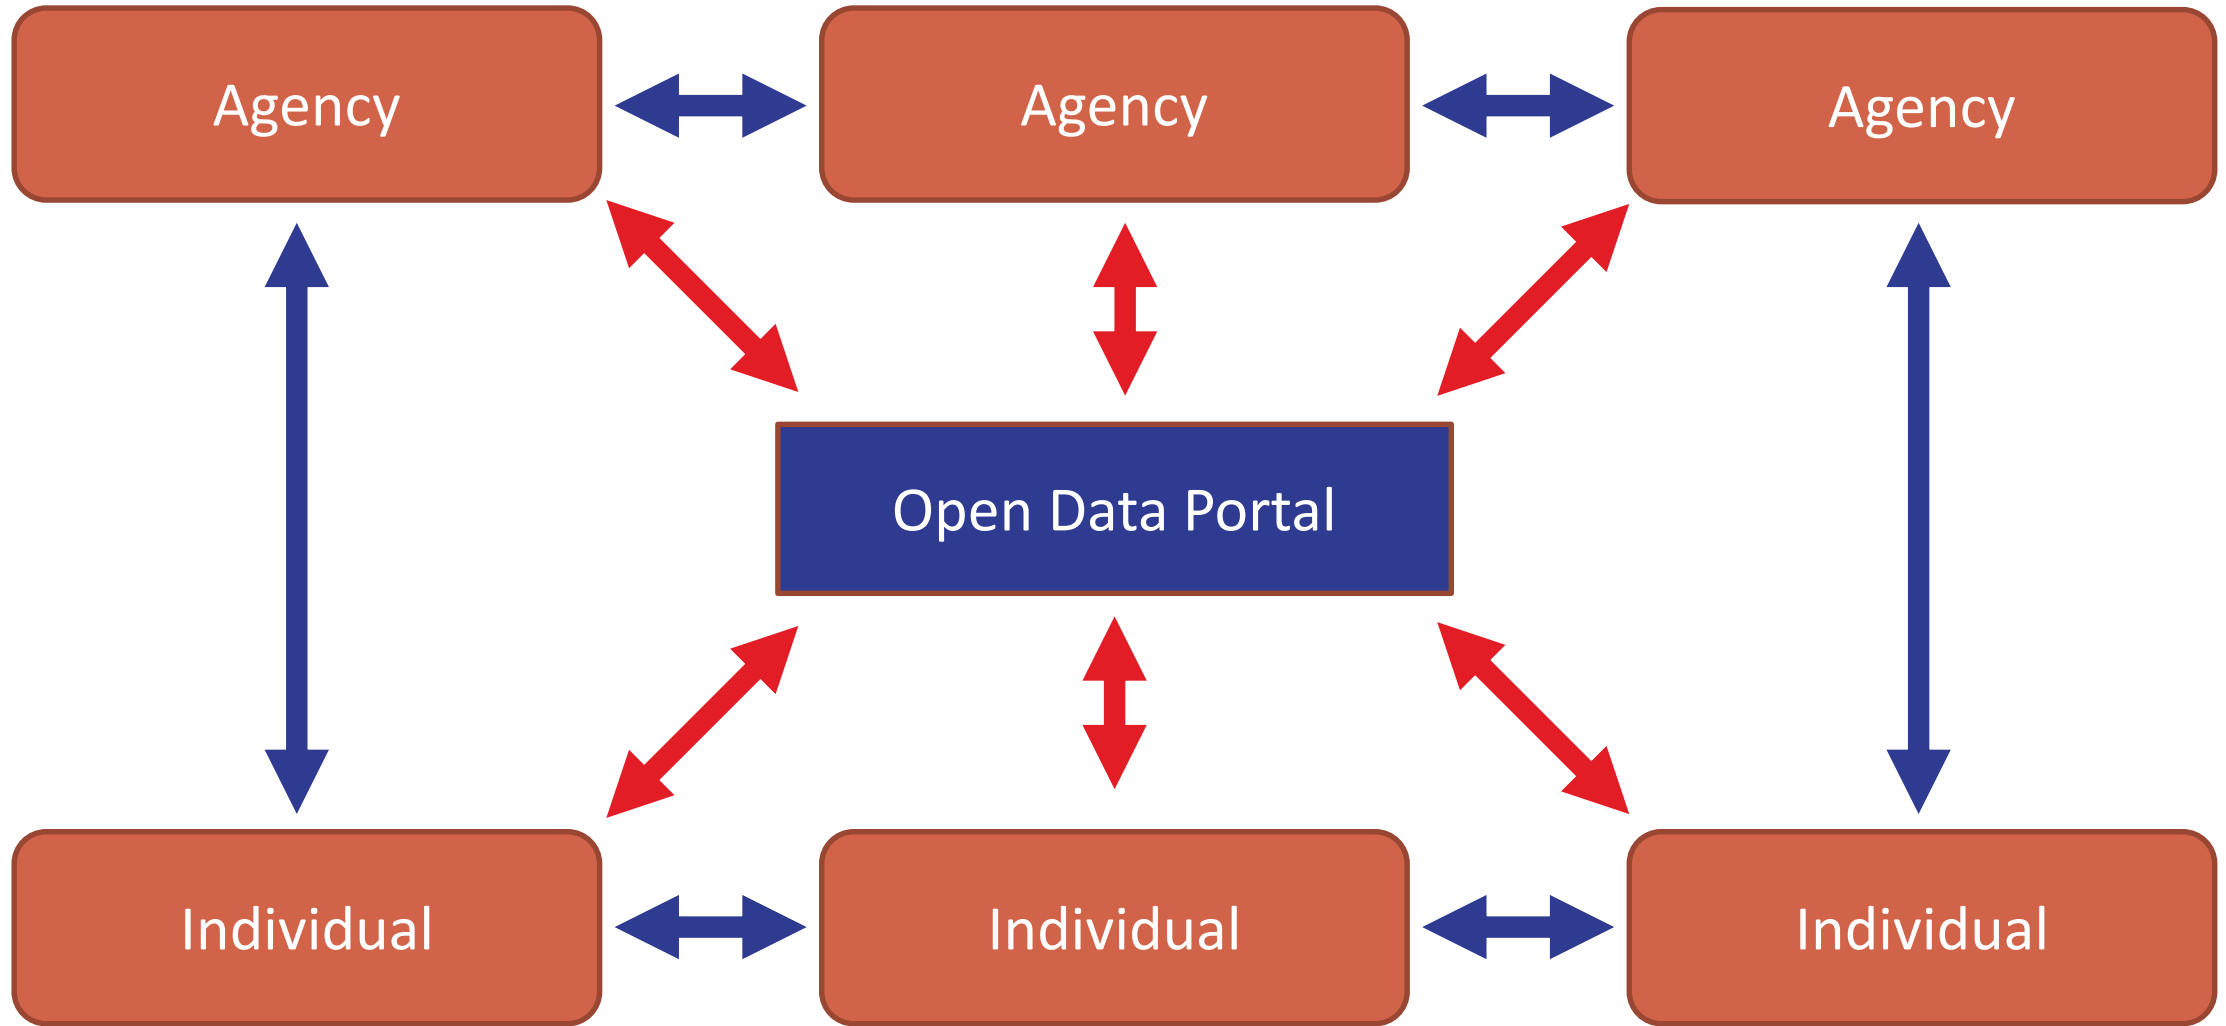 Agency
Agency
Agency
Open Data Portal
Individual
Individual
Individual